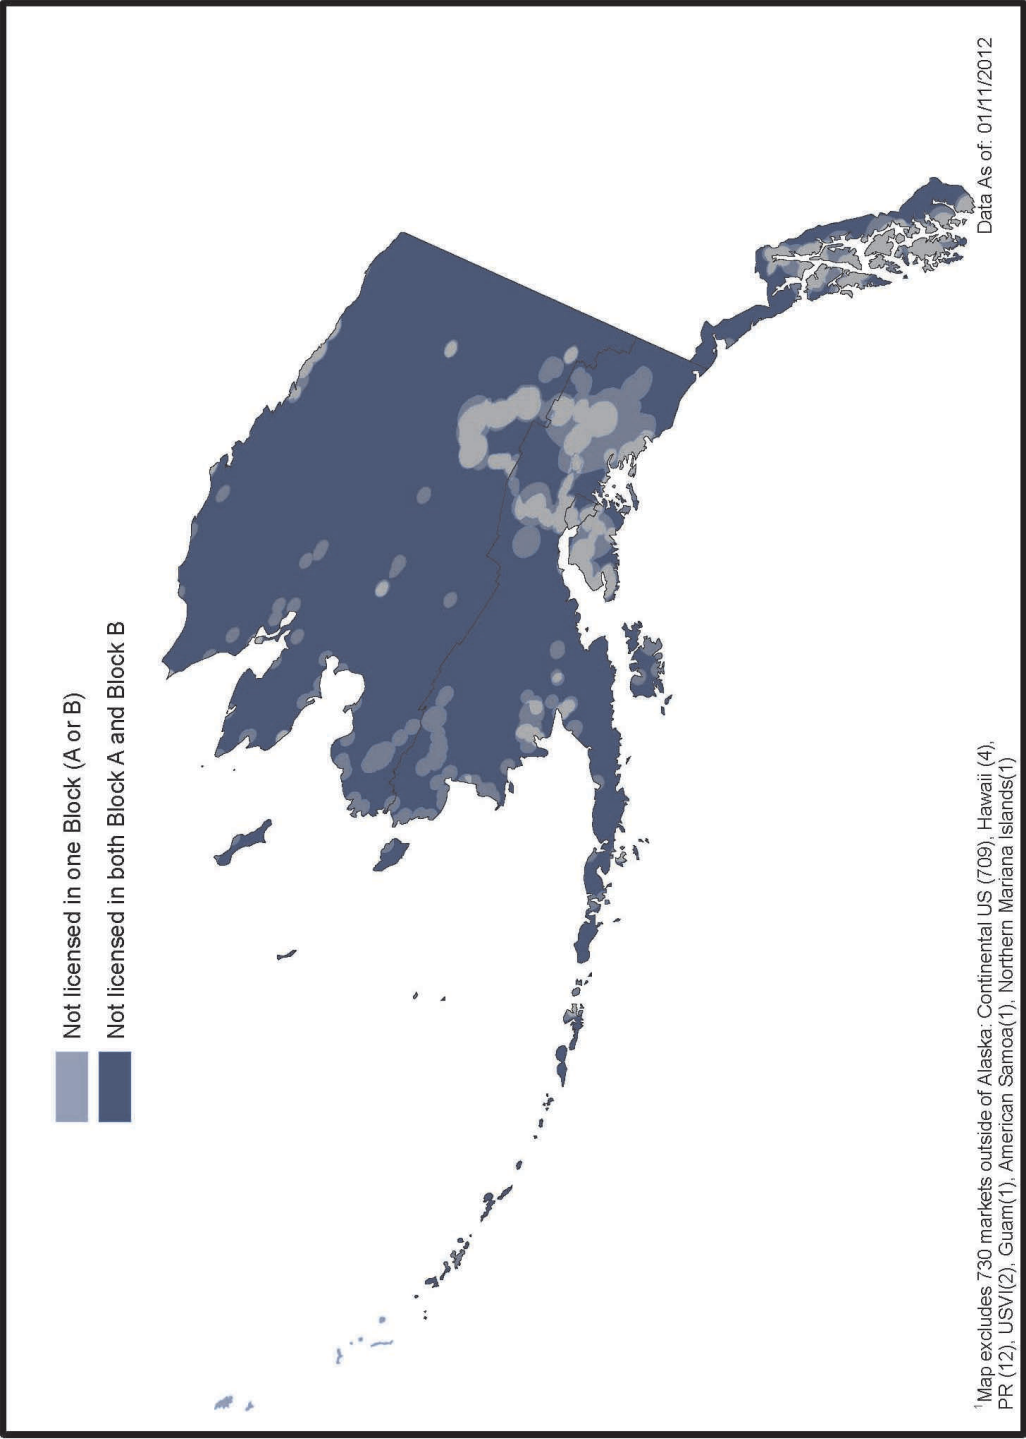 Not licensed in one Block (A or B)
Not licensed in both Block A and Block B
Data As of: 01/11/2012
1Map excludes 730 markets outside of Alaska: Continental US (709), Hawaii (4),
PR (12), USVI(2), Guam(1), American Samoa(1), Northern Mariana Islands(1)